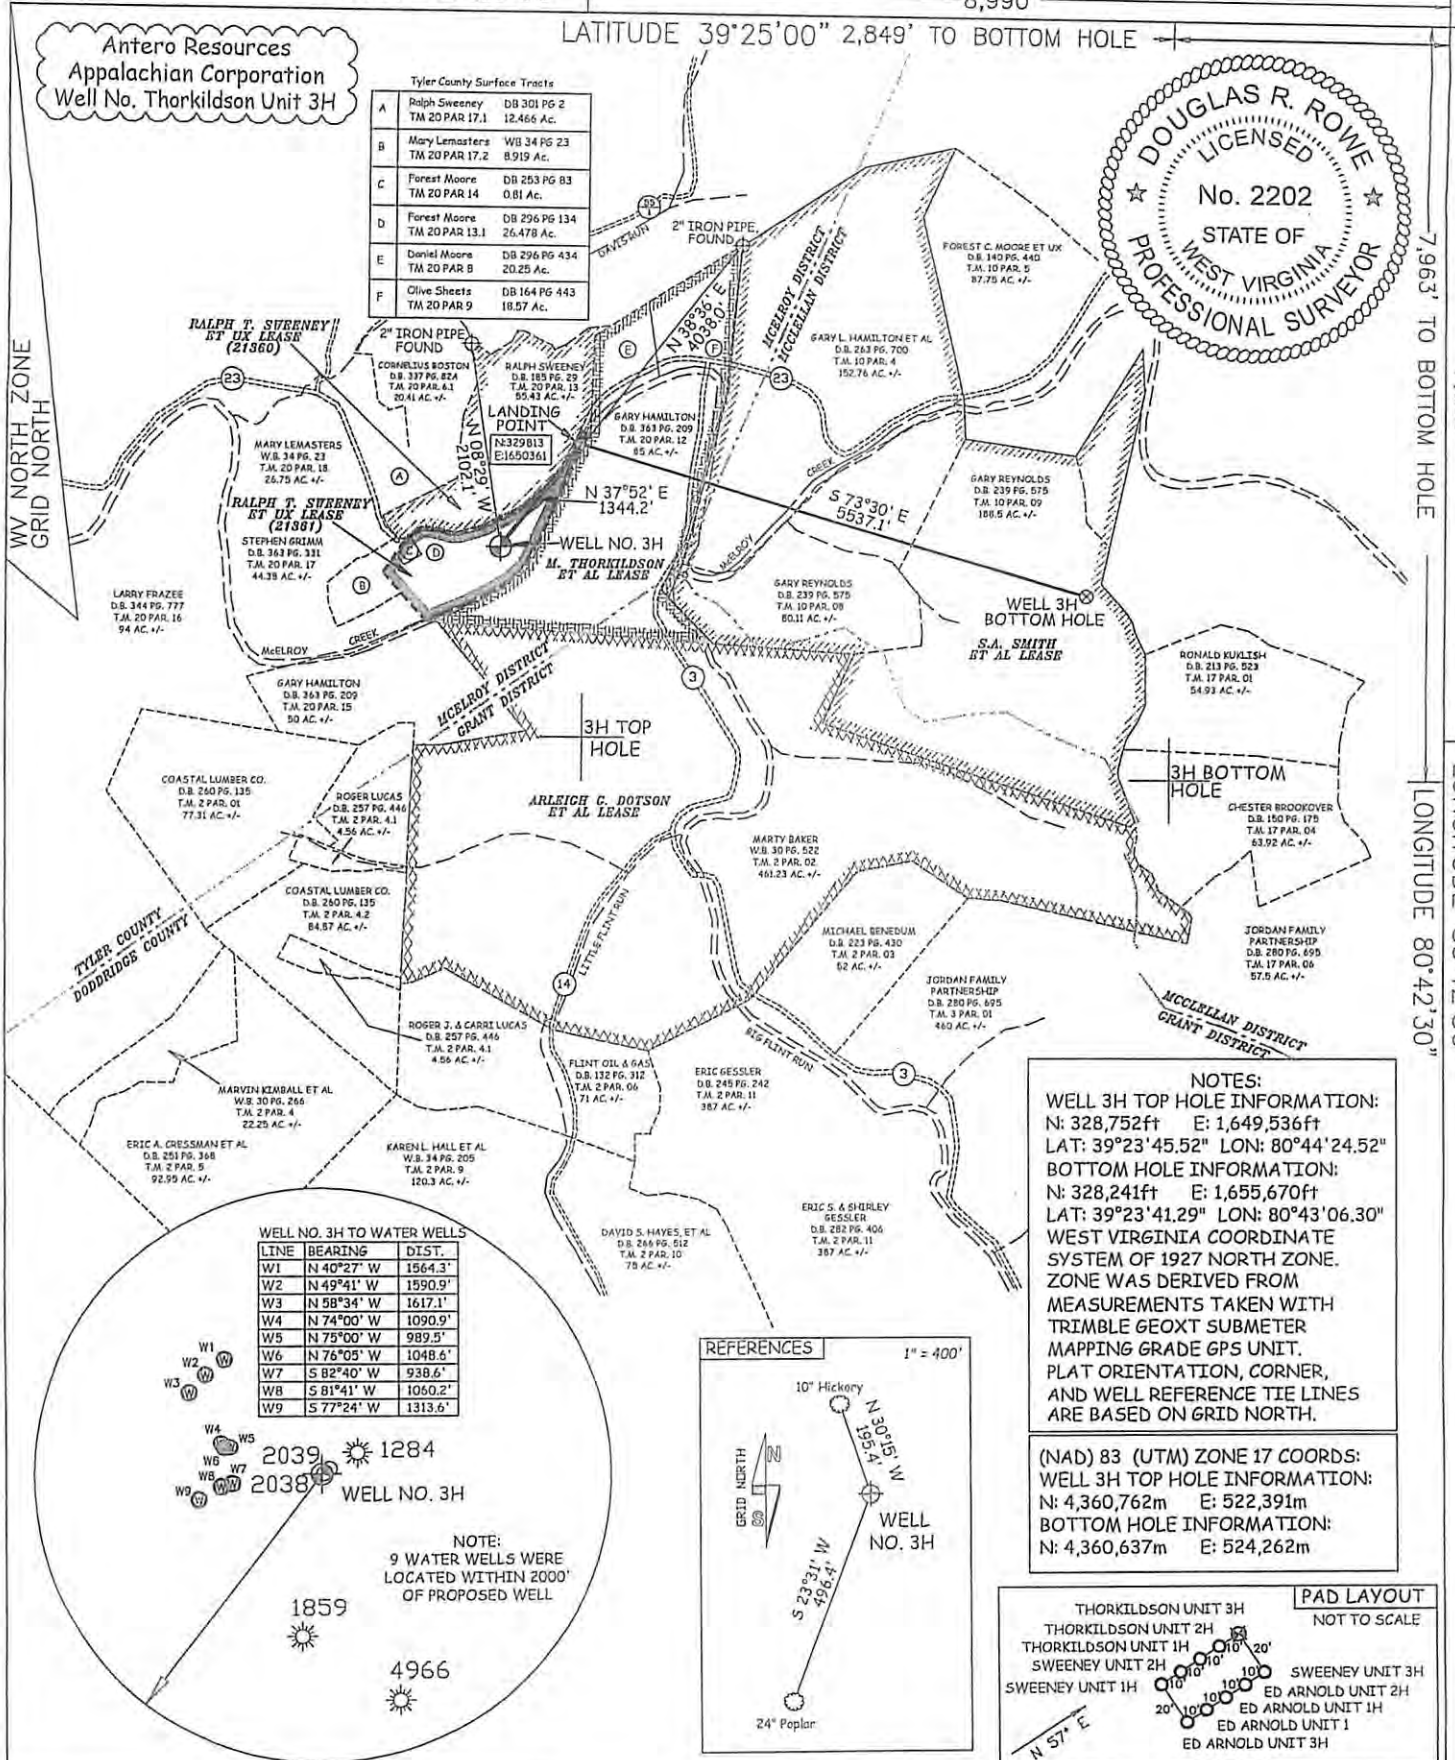 8,990'
LATITUDE 39°25'00" 2,849' TO BOTTOM HOLE
Antero Resources
Appalachian Corporation
Well No. Thorkildson Unit 3H
Tyler County Surface Tracts
A Ralph Sweeney DB 301 PG 2
TM 20 PAR 17.1 12.466 Ac.
B Mary Lemasters WB 34 PG 23
TM 20 PAR 17.2 8.919 Ac.
C Forest Moore DB 253 PG 83
TM 20 PAR 14 0.81 Ac.
D Forest Moore DB 296 PG 134
TM 20 PAR 13.1 26.478 Ac.
E Daniel Moore DB 296 PG 434
TM 20 PAR 8 20.25 Ac.
F Olive Sheets DB 164 PG 443
TM 20 PAR 9 18.57 Ac.
DOUGLAS R. ROWE
LICENSED
No. 2202
STATE OF
WEST VIRGINIA
PROFESSIONAL SURVEYOR
7,963' TO BOTTOM HOLE
LONGITUDE 80°42'30"
WV NORTH ZONE
GRID NORTH
DAVIS RUN
2" IRON PIPE
FOUND
N 38°36' E
4038.0'
MCELROY DISTRICT
MCCLELLAN DISTRICT
FOREST C. MOORE ET UX
D.B. 140 PG. 440
T.M. 10 PAR. 5
87.75 AC. +/-
RALPH T. SWEENEY
ET UX LEASE
(21360)
2" IRON PIPE
FOUND
CORNELIUS BOSTON
D.B. 337 PG. 82A
T.M. 20 PAR. 6.1
20.41 AC. +/-
RALPH SWEENEY
D.B. 185 PG. 29
T.M. 20 PAR. 13
55.43 AC. +/-
E
F
GARY L. HAMILTON ET AL
D.B. 263 PG. 700
T.M. 10 PAR. 4
152.76 AC. +/-
23
23
LANDING
POINT
N:329813
E:1650361
GARY HAMILTON
D.B. 363 PG. 209
T.M. 20 PAR. 12
85 AC. +/-
N 08°29' W
2102.1'
MARY LEMASTERS
W.B. 34 PG. 23
T.M. 20 PAR. 18
26.75 AC. +/-
A
CREEK
GARY REYNOLDS
D.B. 239 PG. 575
T.M. 10 PAR. 09
188.5 AC. +/-
N 37°52' E
1344.2'
S 73°30' E
5537.1'
RALPH T. SWEENEY
ET UX LEASE
(21361)
STEPHEN GRIMM
D.B. 363 PG. 331
T.M. 20 PAR. 17
44.38 AC. +/-
C
D
B
WELL NO. 3H
M. THORKILDSON
ET AL LEASE
McELROY
GARY REYNOLDS
D.B. 239 PG. 575
T.M. 10 PAR. 08
80.11 AC. +/-
WELL 3H
BOTTOM HOLE
S.A. SMITH
ET AL LEASE
LARRY FRAZEE
D.B. 344 PG. 777
T.M. 20 PAR. 16
94 AC. +/-
McELROY CREEK
RONALD KUKLISH
D.B. 213 PG. 523
T.M. 17 PAR. 01
54.93 AC. +/-
GARY HAMILTON
D.B. 363 PG. 209
T.M. 20 PAR. 15
50 AC. +/-
MCELROY DISTRICT
GRANT DISTRICT
3
3H TOP
HOLE
3H BOTTOM
HOLE
COASTAL LUMBER CO.
D.B. 260 PG. 135
T.M. 2 PAR. 01
77.31 AC. +/-
ROGER LUCAS
D.B. 257 PG. 446
T.M. 2 PAR. 4.1
4.56 AC. +/-
ARLEIGH C. DOTSON
ET AL LEASE
CHESTER BROOKOVER
D.B. 150 PG. 175
T.M. 17 PAR. 04
63.92 AC. +/-
MARTY BAKER
W.B. 30 PG. 522
T.M. 2 PAR. 02
461.23 AC. +/-
COASTAL LUMBER CO.
D.B. 260 PG. 135
T.M. 2 PAR. 4.2
84.57 AC. +/-
TYLER COUNTY
DODDRIDGE COUNTY
LITTLE FLINT RUN
MICHAEL BENEDUM
D.B. 223 PG. 430
T.M. 2 PAR. 03
62 AC. +/-
JORDAN FAMILY
PARTNERSHIP
D.B. 280 PG. 695
T.M. 17 PAR. 06
57.5 AC. +/-
14
JORDAN FAMILY
PARTNERSHIP
D.B. 280 PG. 695
T.M. 3 PAR. 01
460 AC. +/-
MCCLELLAN DISTRICT
GRANT DISTRICT
ROGER J. & CARRI LUCAS
D.B. 257 PG. 446
T.M. 2 PAR. 4.1
4.56 AC. +/-
BIG FLINT RUN
FLINT OIL & GAS
D.B. 132 PG. 312
T.M. 2 PAR. 06
71 AC. +/-
ERIC GESSLER
D.B. 245 PG. 242
T.M. 2 PAR. 11
387 AC. +/-
3
MARVIN KIMBALL ET AL
W.B. 30 PG. 266
T.M. 2 PAR. 4
22.25 AC. +/-
ERIC A. CRESSMAN ET AL
D.B. 251 PG. 368
T.M. 2 PAR. 5
92.95 AC. +/-
KAREN L. HALL ET AL
W.B. 34 PG. 205
T.M. 2 PAR. 9
120.3 AC. +/-
DAVID S. HAYES, ET AL
D.B. 266 PG. 512
T.M. 2 PAR. 10
75 AC. +/-
ERIC S. & SHIRLEY
GESSLER
D.B. 282 PG. 406
T.M. 2 PAR. 11
387 AC. +/-
NOTES:
WELL 3H TOP HOLE INFORMATION:
N: 328,752ft E: 1,649,536ft
LAT: 39°23'45.52" LON: 80°44'24.52"
BOTTOM HOLE INFORMATION:
N: 328,241ft E: 1,655,670ft
LAT: 39°23'41.29" LON: 80°43'06.30"
WEST VIRGINIA COORDINATE
SYSTEM OF 1927 NORTH ZONE.
ZONE WAS DERIVED FROM
MEASUREMENTS TAKEN WITH
TRIMBLE GEOXT SUBMETER
MAPPING GRADE GPS UNIT.
PLAT ORIENTATION, CORNER,
AND WELL REFERENCE TIE LINES
ARE BASED ON GRID NORTH.
(NAD) 83 (UTM) ZONE 17 COORDS:
WELL 3H TOP HOLE INFORMATION:
N: 4,360,762m E: 522,391m
BOTTOM HOLE INFORMATION:
N: 4,360,637m E: 524,262m
WELL NO. 3H TO WATER WELLS
LINE BEARING DIST.
W1 N 40°27' W 1564.3'
W2 N 49°41' W 1590.9'
W3 N 58°34' W 1617.1'
W4 N 74°00' W 1090.9'
W5 N 75°00' W 989.5'
W6 N 76°05' W 1048.6'
W7 S 82°40' W 938.6'
W8 S 81°41' W 1060.2'
W9 S 77°24' W 1313.6'
W1
W2
W3
W4
W5
W6
W7
W8
W9
2039
1284
2038
WELL NO. 3H
NOTE:
9 WATER WELLS WERE
LOCATED WITHIN 2000'
OF PROPOSED WELL
1859
4966
REFERENCES
1" = 400'
10" Hickory
N 30°15' W
195.4'
GRID NORTH
N
S
WELL
NO. 3H
S 23°31' W
496.4'
24" Poplar
PAD LAYOUT
NOT TO SCALE
THORKILDSON UNIT 3H
THORKILDSON UNIT 2H
THORKILDSON UNIT 1H
SWEENEY UNIT 2H
SWEENEY UNIT 1H
10'
10'
10'
10'
20'
SWEENEY UNIT 3H
ED ARNOLD UNIT 2H
ED ARNOLD UNIT 1H
ED ARNOLD UNIT 1
ED ARNOLD UNIT 3H
20'
10'
10'
10'
N 57° E